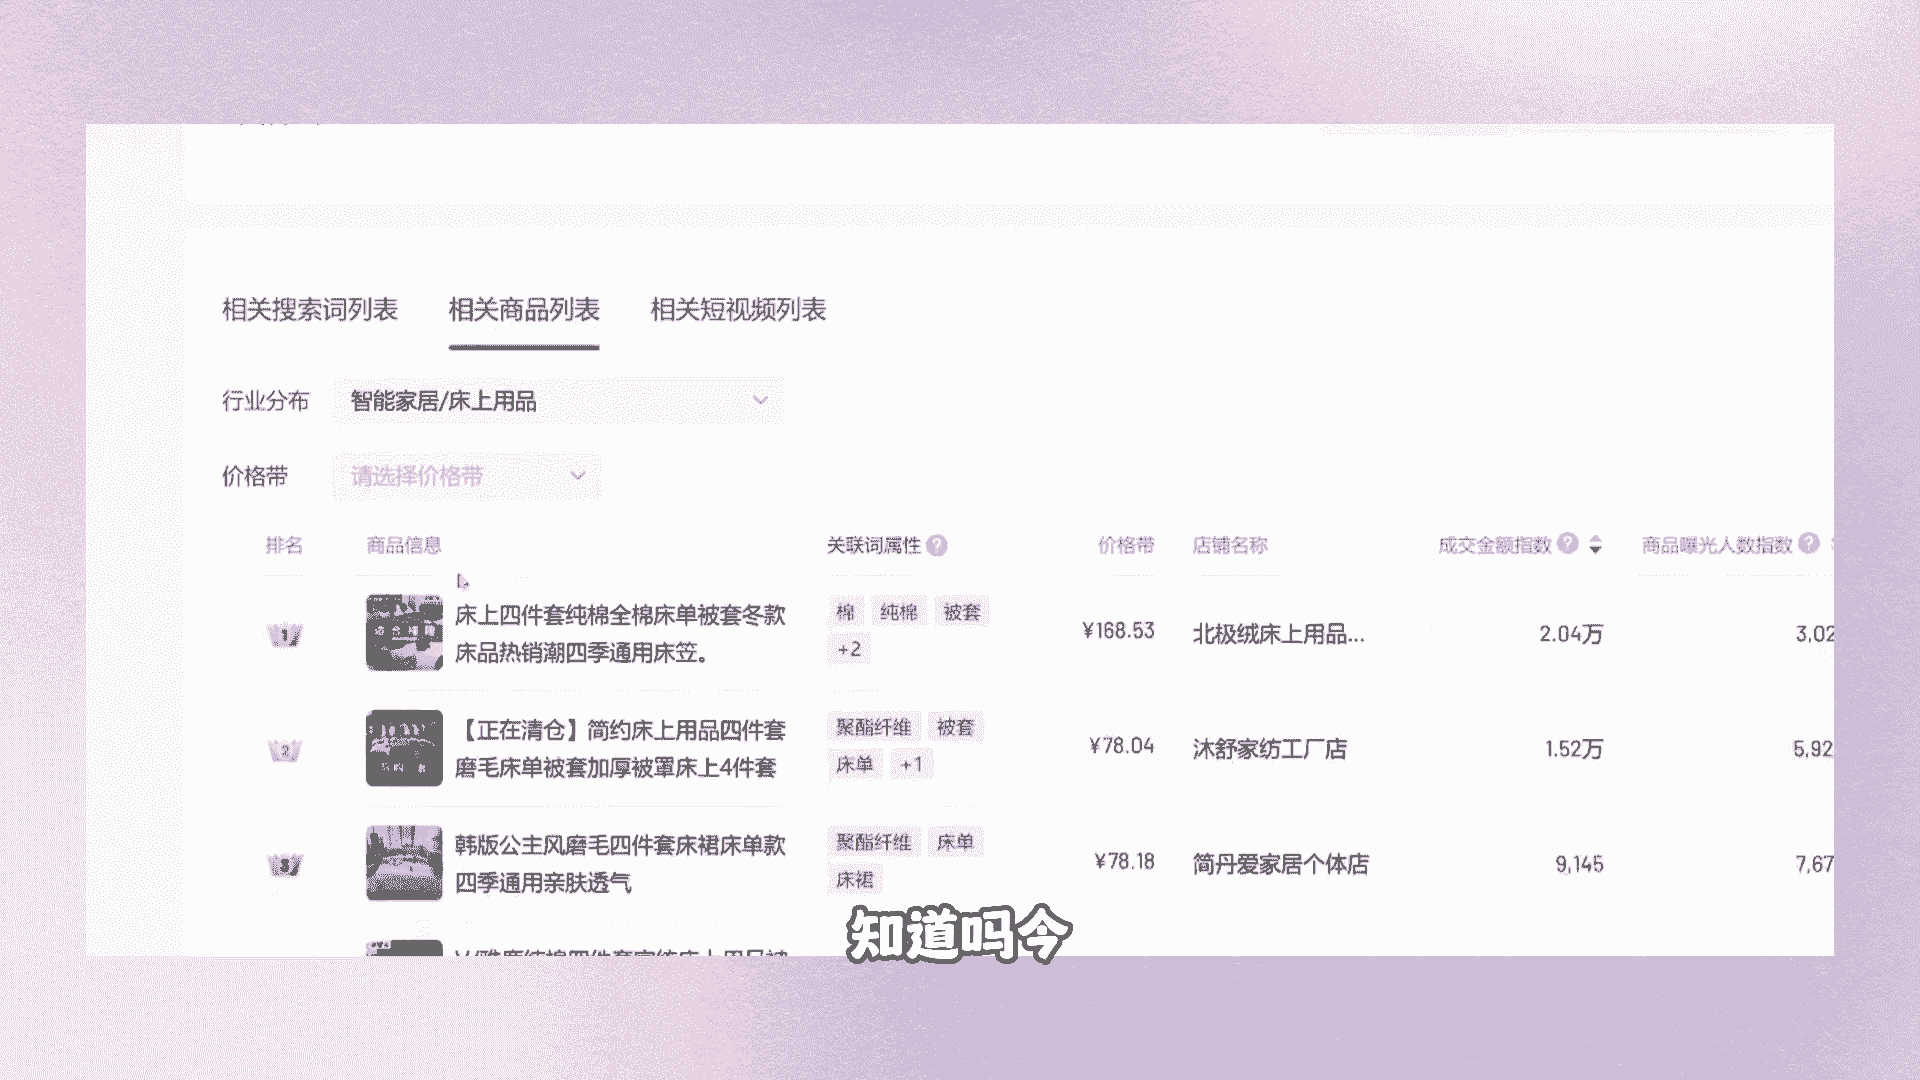 相关搜索词列表 相关商品列表 相关短视频列表
行业分布 智能家居/床上用品
价格带 请选择价格带
排名 商品信息 关联词属性 ? 价格带 店铺名称 成交金额指数 ? 商品曝光人数指数 ?
1 床上四件套纯棉全棉床单被套冬款 棉 纯棉 被套 ¥168.53 北极绒床上用品... 2.04万 3,02
床品热销潮四季通用床笠。 +2
2 【正在清仓】简约床上用品四件套 聚酯纤维 被套 ¥78.04 沐舒家纺工厂店 1.52万 5,92
磨毛床单被套加厚被罩床上4件套 床单 +1
3 韩版公主风磨毛四件套床裙床单款 聚酯纤维 床单 ¥78.18 简丹爱家居个体店 9,145 7,67
四季通用亲肤透气 床裙
知道吗今